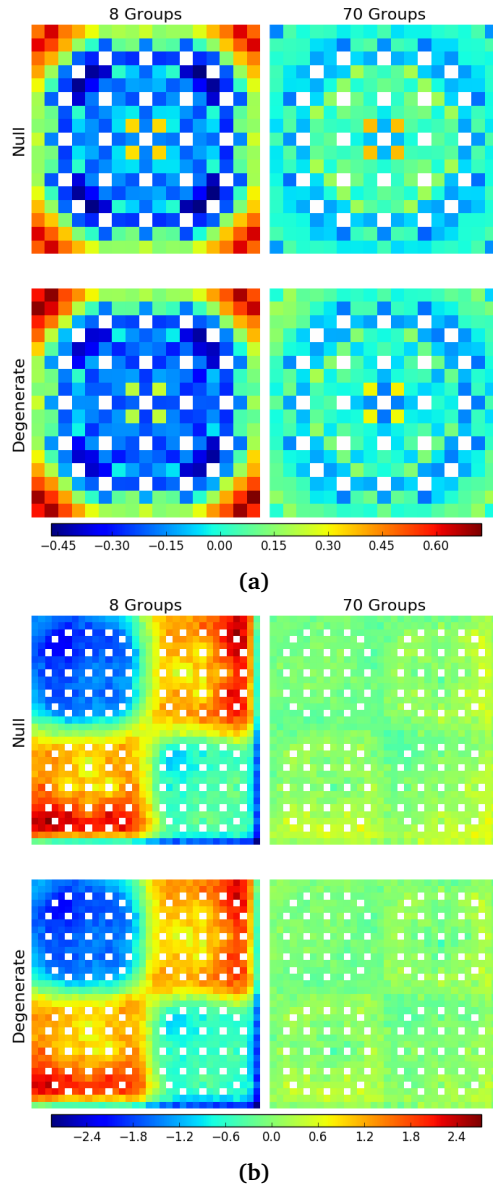 8 Groups 70 Groups
Null
Degenerate
−0.45 −0.30 −0.15 0.00 0.15 0.30 0.45 0.60
(a)
8 Groups 70 Groups
Null
Degenerate
−2.4 −1.8 −1.2 −0.6 0.0 0.6 1.2 1.8 2.4
(b)